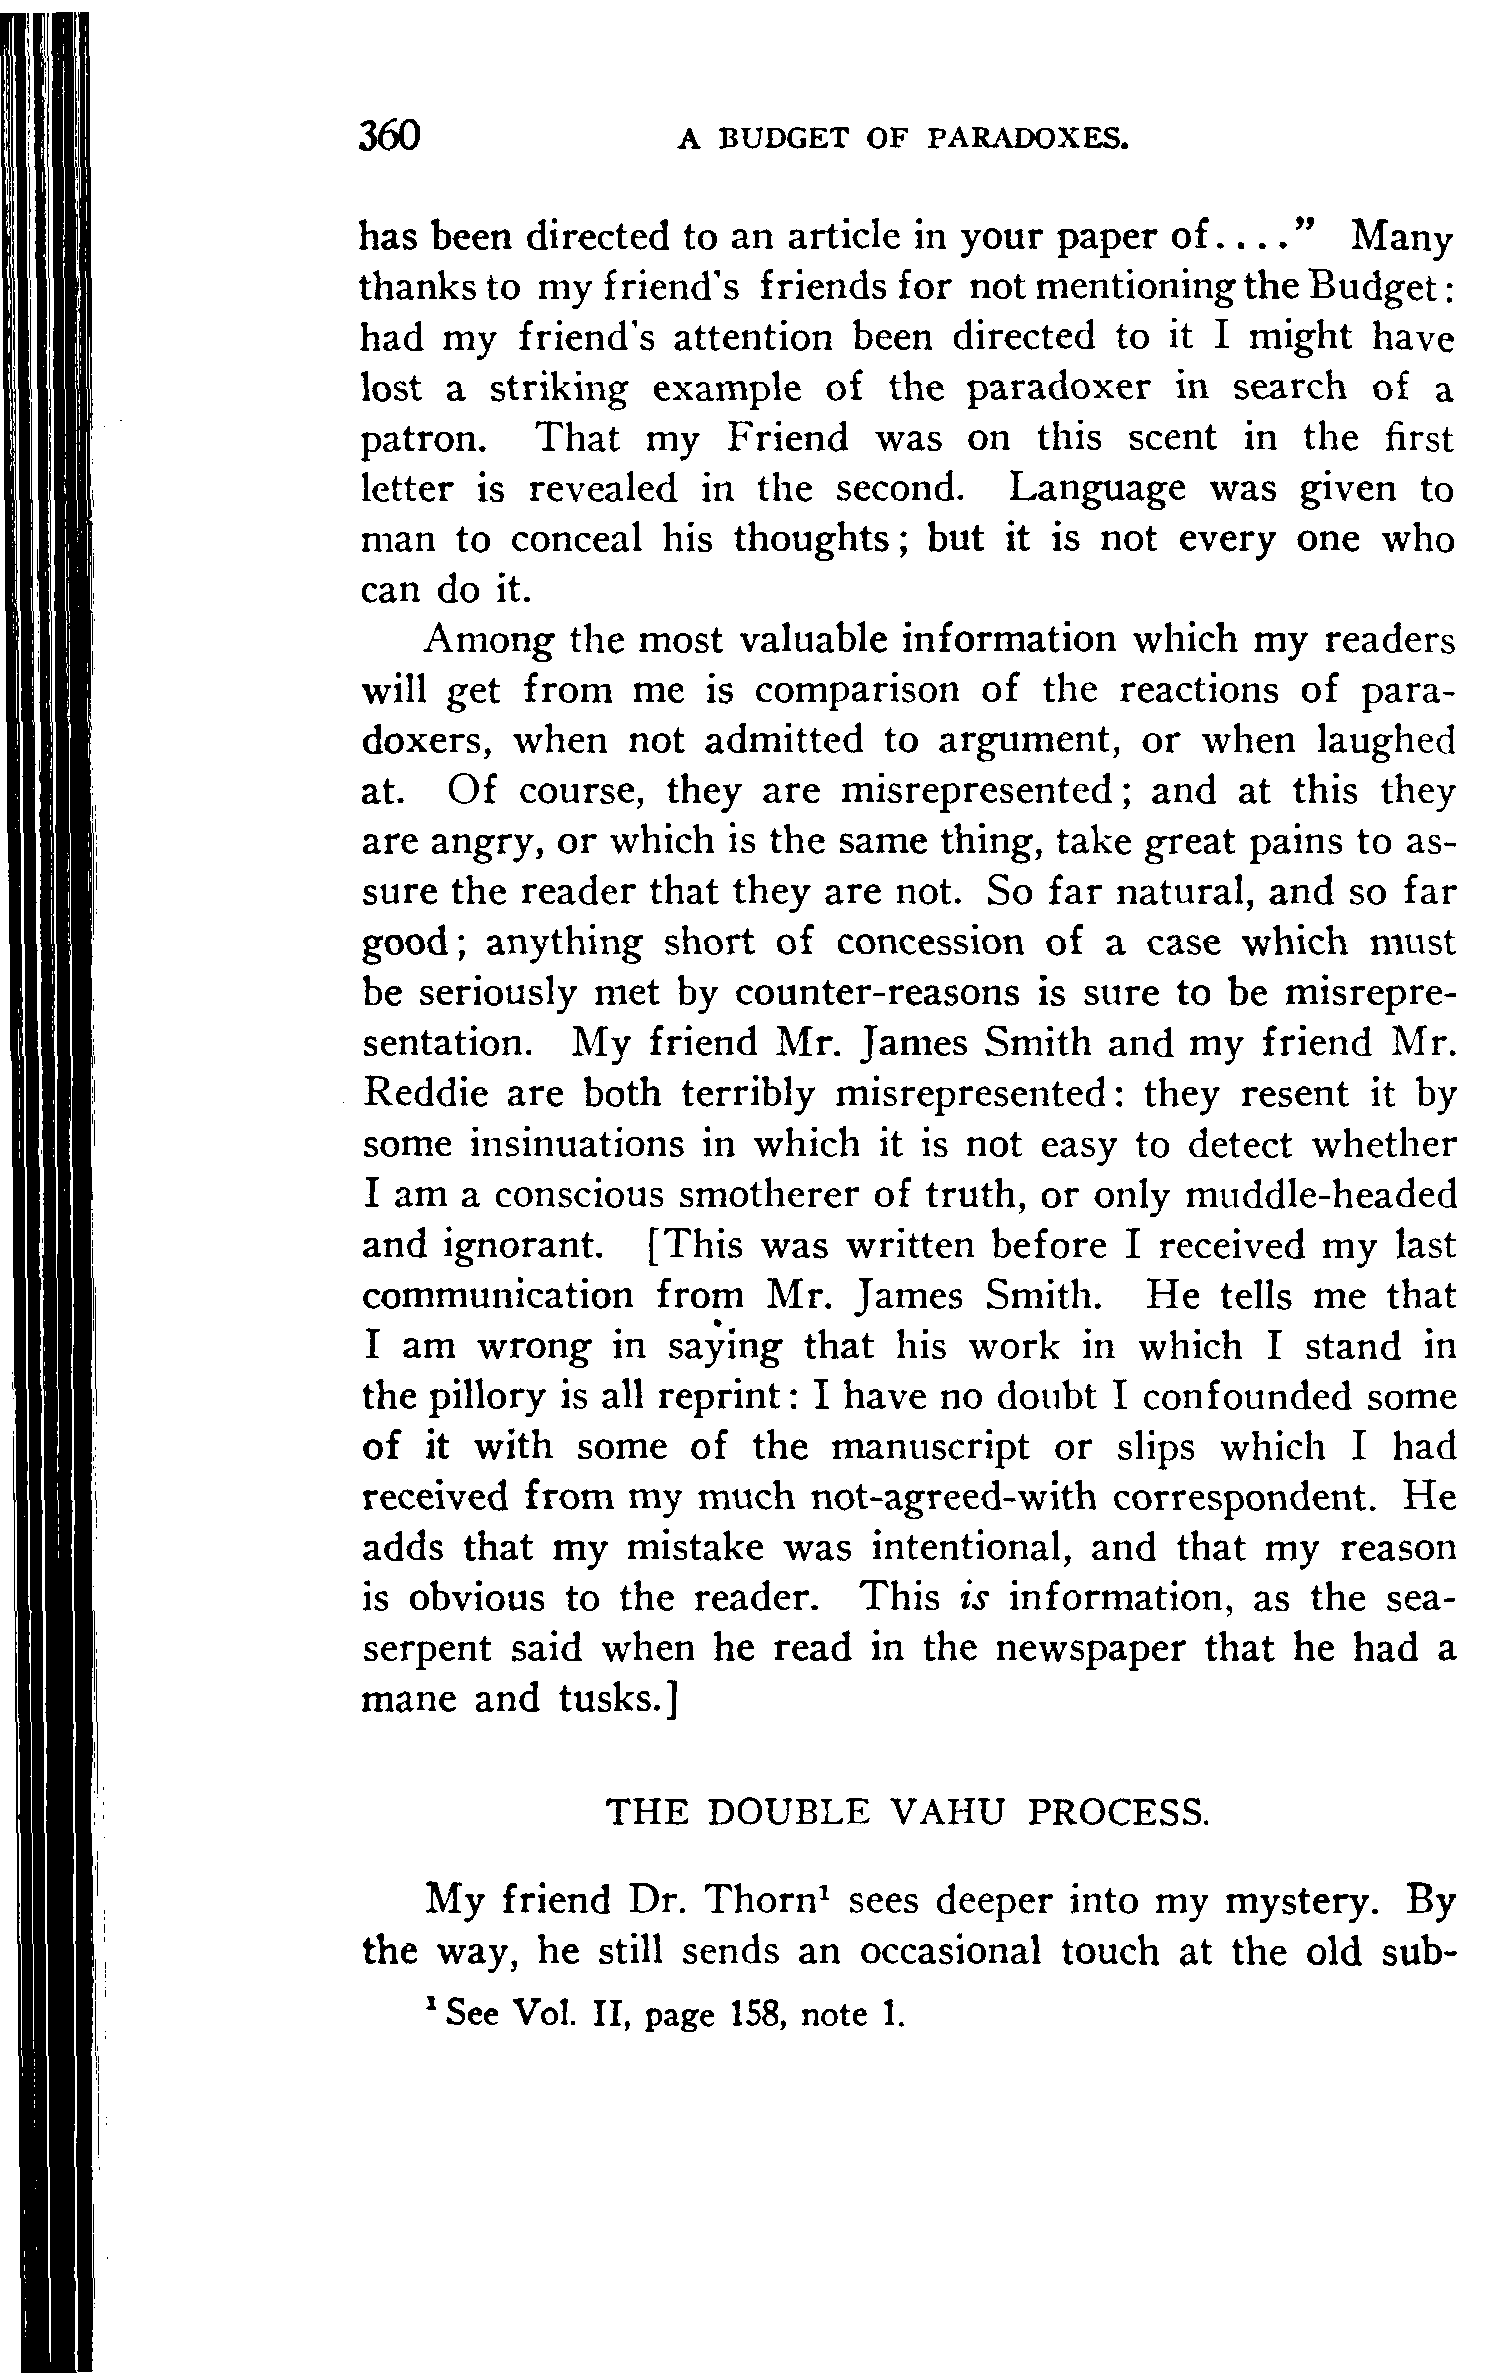 360 A BUDGET OF PARADOXES.
has been directed to an article in your paper of...." Many
thanks to my friend's friends for not mentioning the Budget:
had my friend's attention been directed to it I might have
lost a striking example of the paradoxer in search of a
patron. That my Friend was on this scent in the first
letter is revealed in the second. Language was given to
man to conceal his thoughts; but it is not every one who
can do it.
Among the most valuable information which my readers
will get from me is comparison of the reactions of para-
doxers, when not admitted to argument, or when laughed
at. Of course, they are misrepresented; and at this they
are angry, or which is the same thing, take great pains to as-
sure the reader that they are not. So far natural, and so far
good; anything short of concession of a case which must
be seriously met by counter-reasons is sure to be misrepre-
sentation. My friend Mr. James Smith and my friend Mr.
Reddie are both terribly misrepresented: they resent it by
some insinuations in which it is not easy to detect whether
I am a conscious smotherer of truth, or only muddle-headed
and ignorant. [This was written before I received my last
communication from Mr. James Smith. He tells me that
I am wrong in saying that his work in which I stand in
the pillory is all reprint: I have no doubt I confounded some
of it with some of the manuscript or slips which I had
received from my much not-agreed-with correspondent. He
adds that my mistake was intentional, and that my reason
is obvious to the reader. This is information, as the sea-
serpent said when he read in the newspaper that he had a
mane and tusks.]
THE DOUBLE VAHU PROCESS.
My friend Dr. Thorn¹ sees deeper into my mystery. By
the way, he still sends an occasional touch at the old sub-
¹ See Vol. II, page 158, note 1.